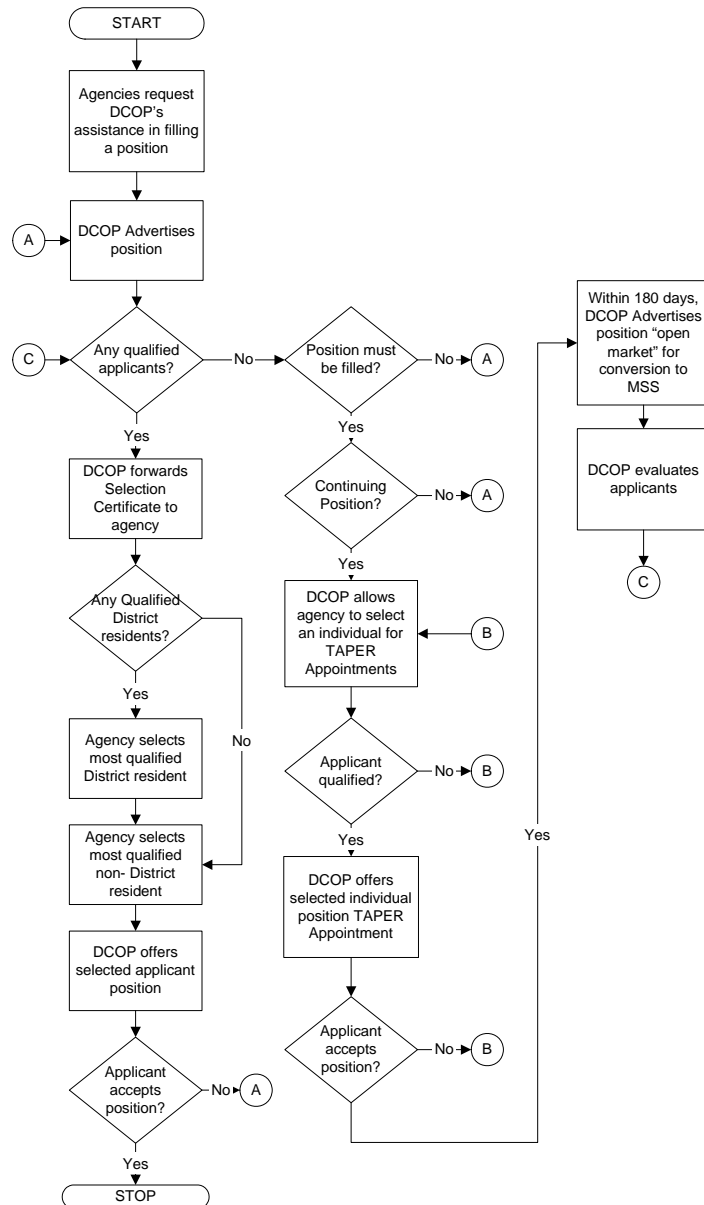 START
Agencies request
DCOP's
assistance in filling
a position
A
DCOP Advertises
position
C
Any qualified
applicants?
No
Position must
be filled?
No
A
Yes
DCOP forwards
Selection
Certificate to
agency
Any Qualified
District
residents?
No
Yes
Agency selects
most qualified
District resident
Agency selects
most qualified
non- District
resident
DCOP offers
selected applicant
position
Applicant
accepts
position?
No
A
Yes
STOP
Yes
Continuing
Position?
No
A
Yes
DCOP allows
agency to select
an individual for
TAPER
Appointments
B
Applicant
qualified?
No
B
Yes
DCOP offers
selected individual
position TAPER
Appointment
Applicant
accepts
position?
No
B
Yes
Within 180 days,
DCOP Advertises
position “open
market” for
conversion to
MSS
DCOP evaluates
applicants
C